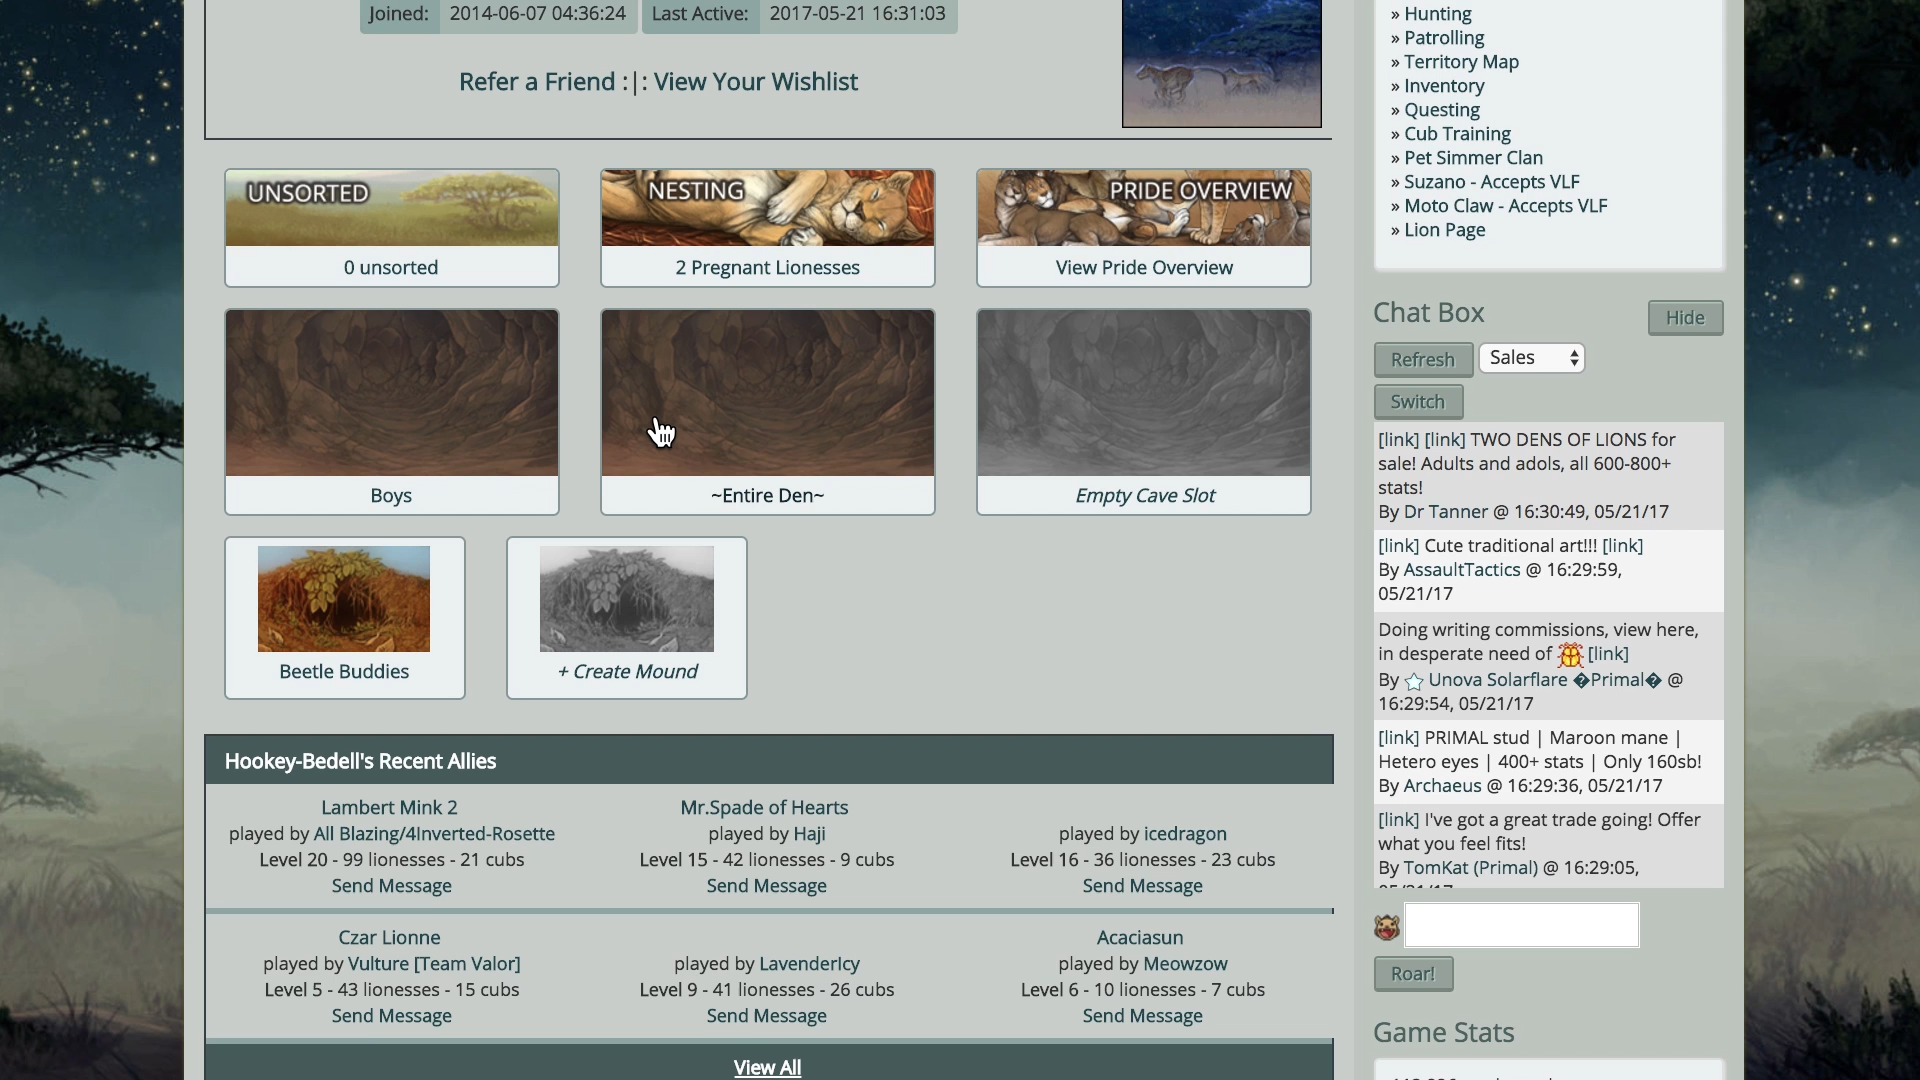 Joined: 2014-06-07 04:36:24 Last Active: 2017-05-21 16:31:03
Refer a Friend :|: View Your Wishlist
UNSORTED
0 unsorted
NESTING
2 Pregnant Lionesses
PRIDE OVERVIEW
View Pride Overview
Boys
~Entire Den~
Empty Cave Slot
Beetle Buddies
+ Create Mound
Hookey-Bedell's Recent Allies
Lambert Mink 2
played by All Blazing/4Inverted-Rosette
Level 20 - 99 lionesses - 21 cubs
Send Message
Mr.Spade of Hearts
played by Haji
Level 15 - 42 lionesses - 9 cubs
Send Message
played by icedragon
Level 16 - 36 lionesses - 23 cubs
Send Message
Czar Lionne
played by Vulture [Team Valor]
Level 5 - 43 lionesses - 15 cubs
Send Message
played by LavenderIcy
Level 9 - 41 lionesses - 26 cubs
Send Message
Acaciasun
played by Meowzow
Level 6 - 10 lionesses - 7 cubs
Send Message
View All
» Hunting
» Patrolling
» Territory Map
» Inventory
» Questing
» Cub Training
» Pet Simmer Clan
» Suzano - Accepts VLF
» Moto Claw - Accepts VLF
» Lion Page
Chat Box
Hide
Refresh
Sales
Switch
[link] [link] TWO DENS OF LIONS for
sale! Adults and adols, all 600-800+
stats!
By Dr Tanner @ 16:30:49, 05/21/17
[link] Cute traditional art!!! [link]
By AssaultTactics @ 16:29:59,
05/21/17
Doing writing commissions, view here,
in desperate need of [link]
By Unova Solarflare �Primal� @
16:29:54, 05/21/17
[link] PRIMAL stud | Maroon mane |
Hetero eyes | 400+ stats | Only 160sb!
By Archaeus @ 16:29:36, 05/21/17
[link] I've got a great trade going! Offer
what you feel fits!
By TomKat (Primal) @ 16:29:05,
Roar!
Game Stats